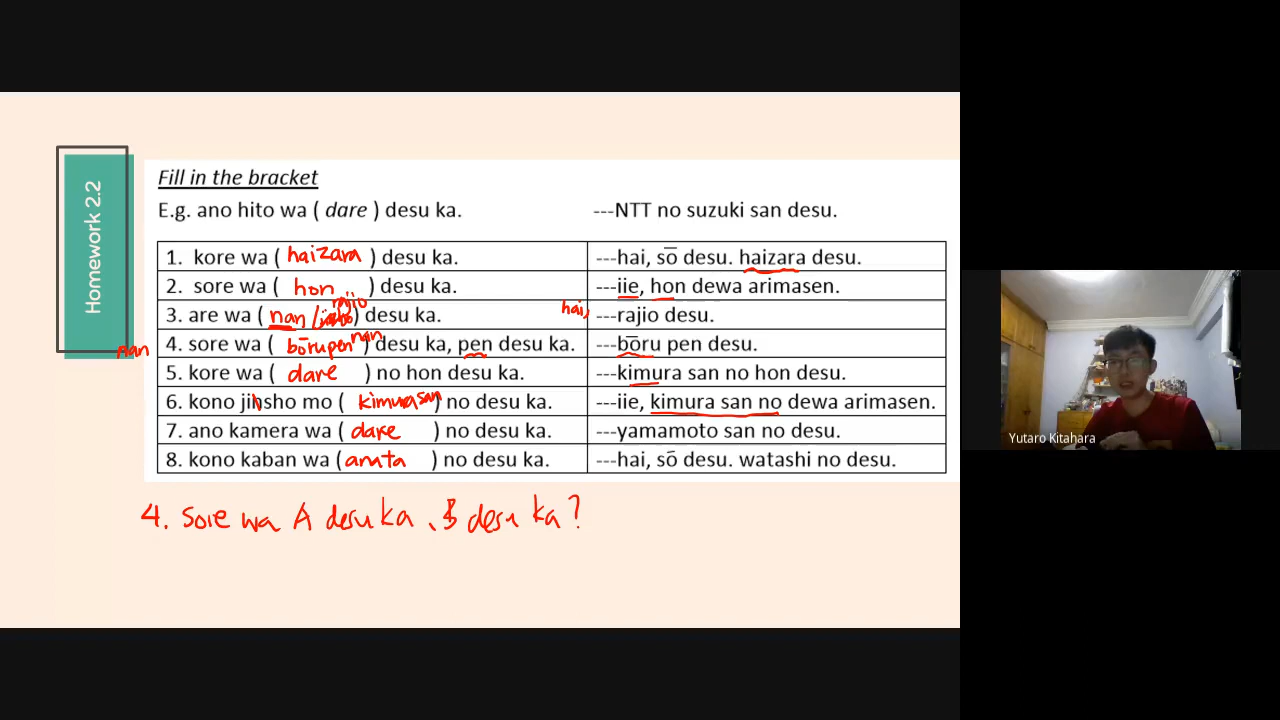 Homework 2.2
Fill in the bracket
E.g. ano hito wa ( dare ) desu ka. ---NTT no suzuki san desu.
1. kore wa ( haizara ) desu ka. ---hai, sō desu. haizara desu.
2. sore wa ( hon ) desu ka. ---iie, hon dewa arimasen.
rajio
3. are wa ( nan / ) desu ka. hai, ---rajio desu.
nan 4. sore wa ( bōrupen nan ) desu ka, pen desu ka. ---bōru pen desu.
5. kore wa ( dare ) no hon desu ka. ---kimura san no hon desu.
6. kono jihsho mo ( kimura san ) no desu ka. ---iie, kimura san no dewa arimasen.
7. ano kamera wa ( dare ) no desu ka. ---yamamoto san no desu.
8. kono kaban wa ( anata ) no desu ka. ---hai, sō desu. watashi no desu.
4. Sore wa A desu ka 、B desu ka?
Yutaro Kitahara